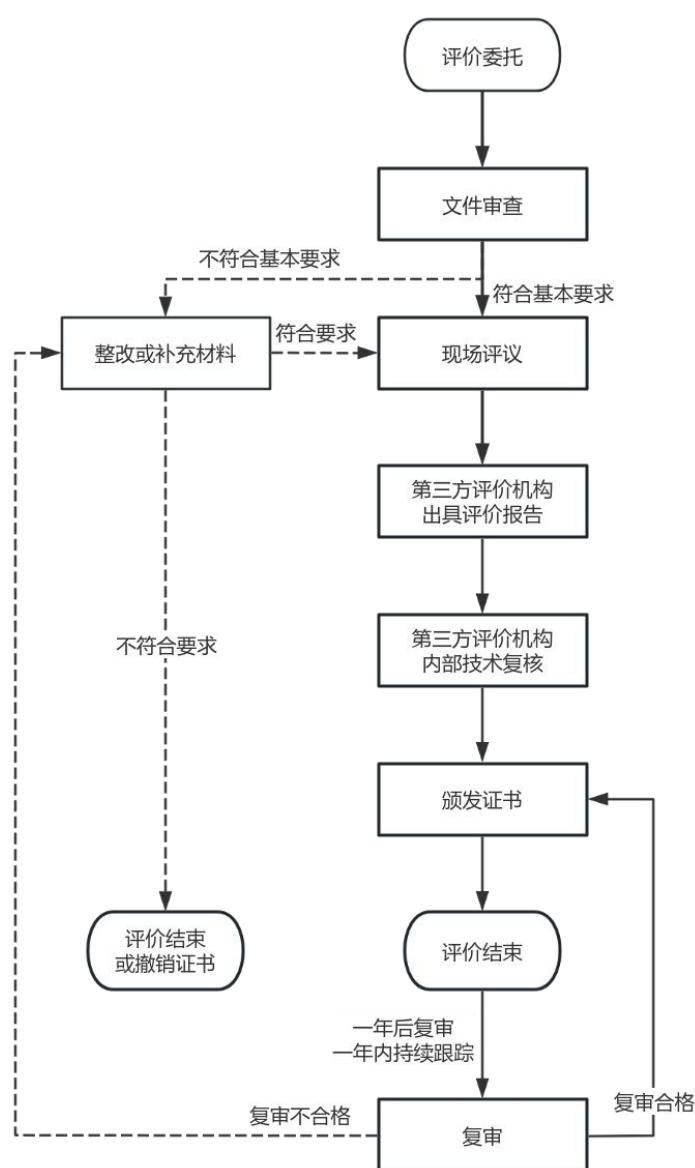 评价委托
文件审查
不符合基本要求
符合基本要求
整改或补充材料
符合要求
现场评议
第三方评价机构
出具评价报告
第三方评价机构
内部技术复核
不符合要求
颁发证书
评价结束
或撤销证书
评价结束
一年后复审
一年内持续跟踪
复审不合格
复审
复审合格